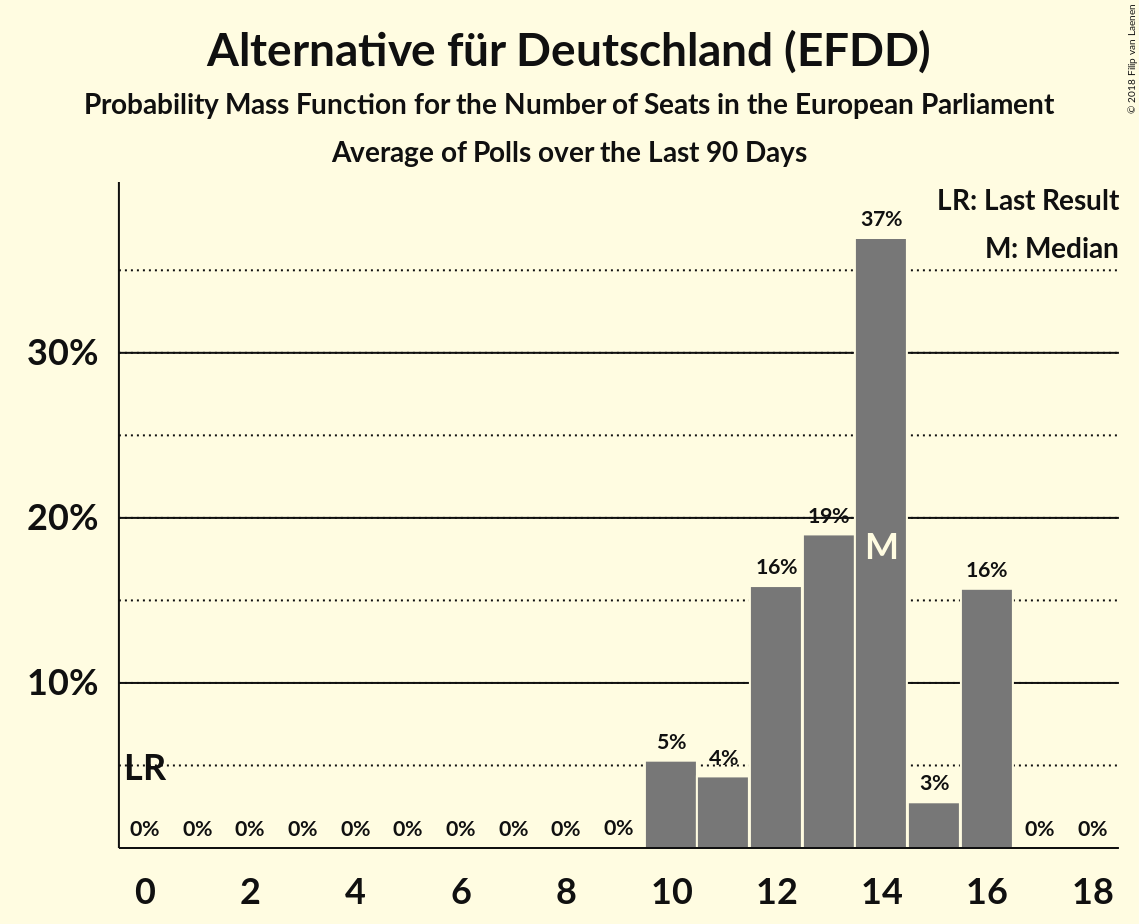 Alternative für Deutschland (EFDD)
Probability Mass Function for the Number of Seats in the European Parliament
Average of Polls over the Last 90 Days
© 2018 Filip van Laenen
LR: Last Result
M: Median
37%
30%
20%
19%
M
16%
16%
10%
5%
4%
LR
3%
0% 0% 0% 0% 0% 0% 0% 0% 0% 0% 0% 0%
0 2 4 6 8 10 12 14 16 18